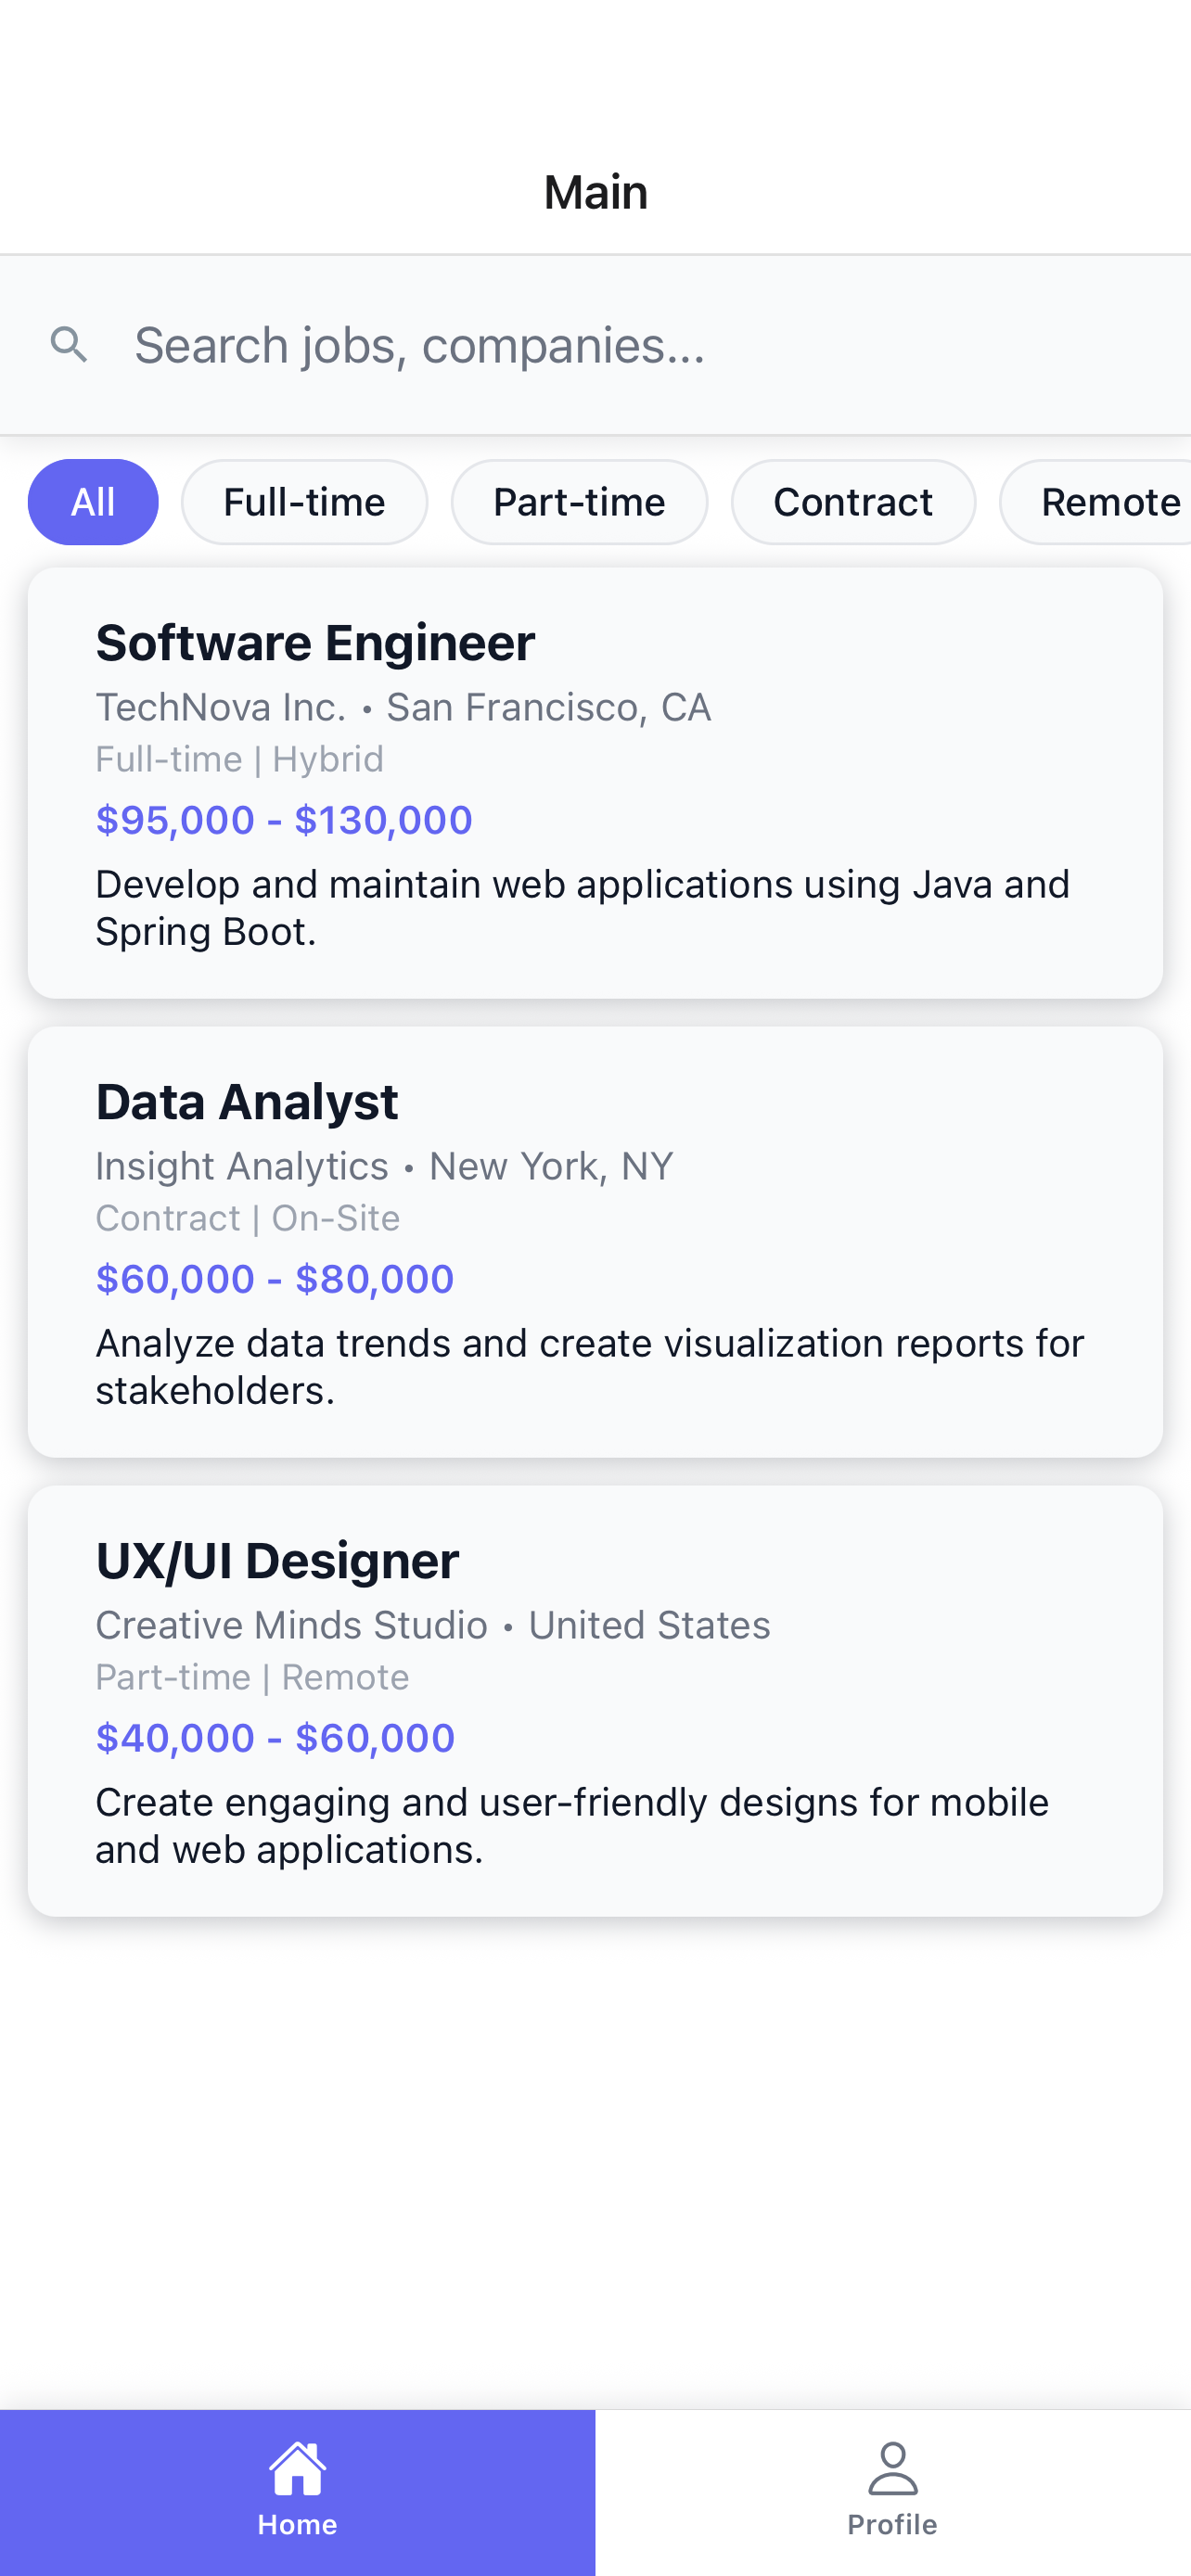 Main
Search jobs, companies...
All
Full-time
Part-time
Contract
Remote
Software Engineer
TechNova Inc. • San Francisco, CA
Full-time | Hybrid
$95,000 - $130,000
Develop and maintain web applications using Java and
Spring Boot.
Data Analyst
Insight Analytics • New York, NY
Contract | On-Site
$60,000 - $80,000
Analyze data trends and create visualization reports for
stakeholders.
UX/UI Designer
Creative Minds Studio • United States
Part-time | Remote
$40,000 - $60,000
Create engaging and user-friendly designs for mobile
and web applications.
Home
Profile